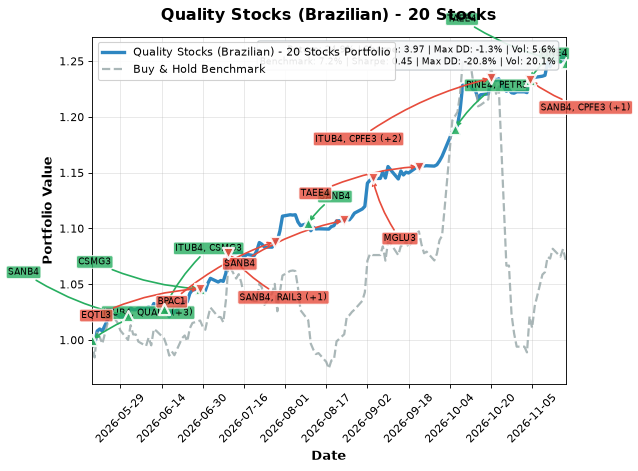 Quality Stocks (Brazilian) - 20 Stocks
TAEE4
Quality Stocks (Brazilian) - 20 Stocks Portfolio
Buy & Hold Benchmark
3.97 | Max DD: -1.3% | Vol: 5.6%
Benchmark: 7.2% | Sharpe: 0.45 | Max DD: -20.8% | Vol: 20.1%
PINE4, PETR3
SANB4, CPFE3 (+1)
ITUB4, CPFE3 (+2)
TAEE4
SANB4
MGLU3
ITUB4, CSMG3
CSMG3
SANB4
SANB4
SANB4, RAIL3 (+1)
BPAC1
EQTL3
(+3)
1.25
1.20
1.15
1.10
1.05
1.00
Portfolio Value
2026-05-29
2026-06-14
2026-06-30
2026-07-16
2026-08-01
2026-08-17
2026-09-02
2026-09-18
2026-10-04
2026-10-20
2026-11-05
Date